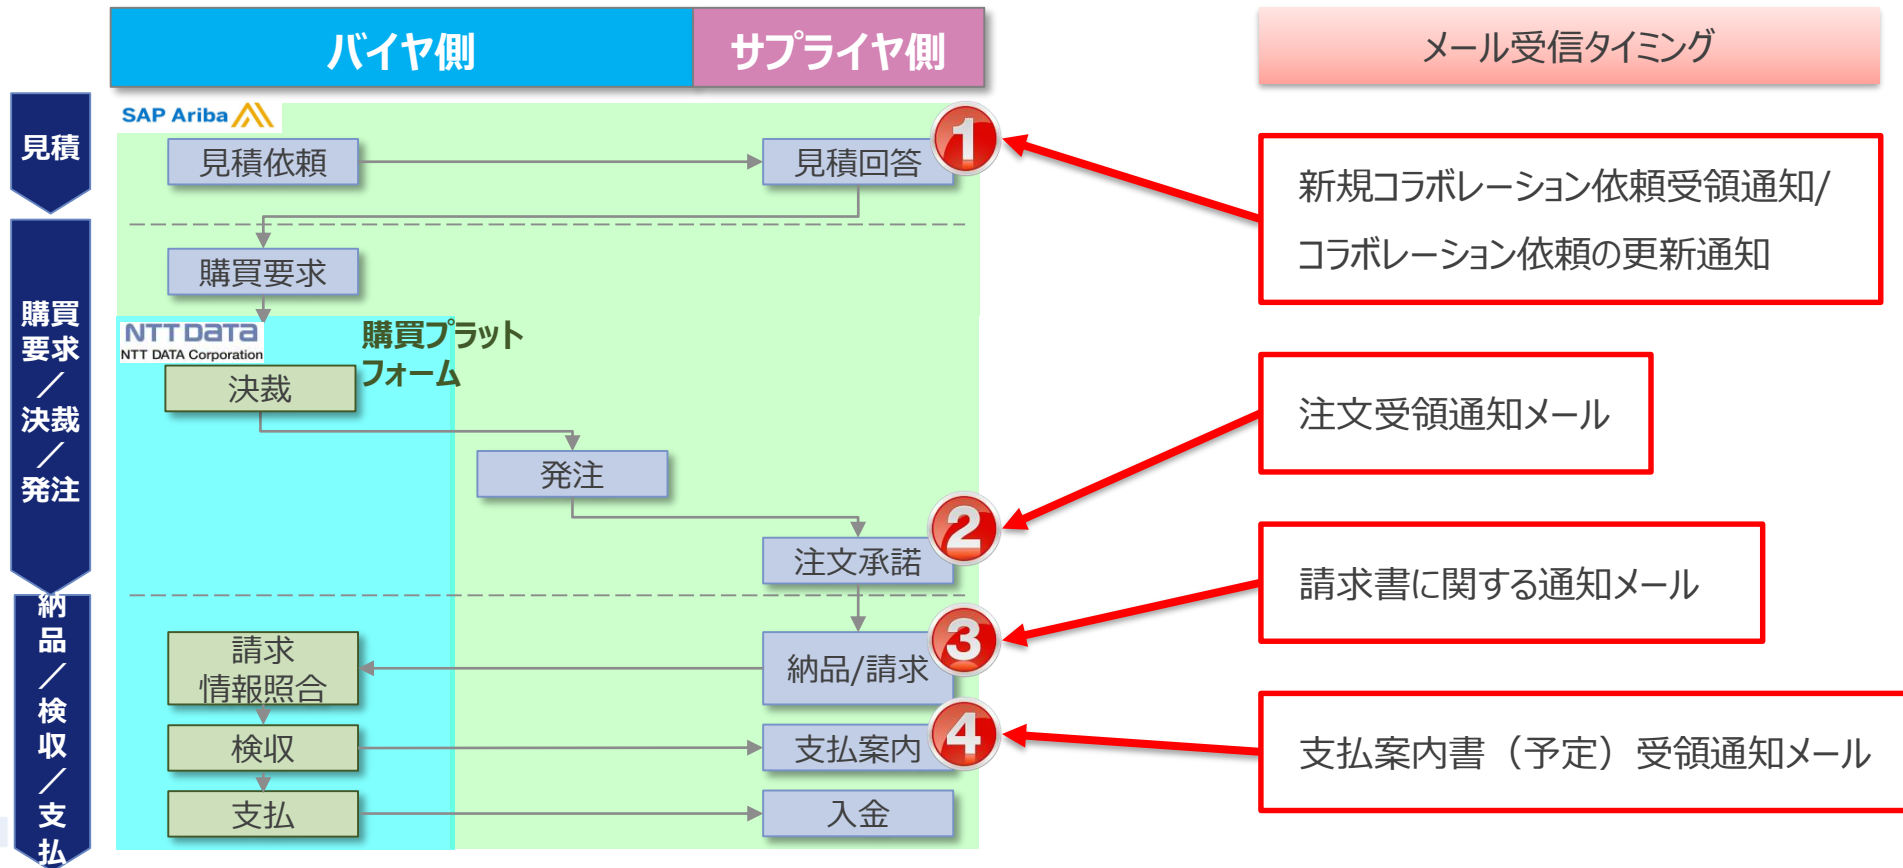 バイヤ側
サプライヤ側
メール受信タイミング
見積
SAP Ariba
見積依頼
見積回答
1
新規コラボレーション依頼受領通知/
コラボレーション依頼の更新通知
購買
要求
／
決裁
／
発注
購買要求
NTT DATA
NTT DATA Corporation
購買プラット
フォーム
決裁
発注
注文承諾
2
注文受領通知メール
納
品
／
検
収
／
支
払
請求
情報照合
納品/請求
3
請求書に関する通知メール
検収
支払案内
4
支払案内書（予定）受領通知メール
支払
入金